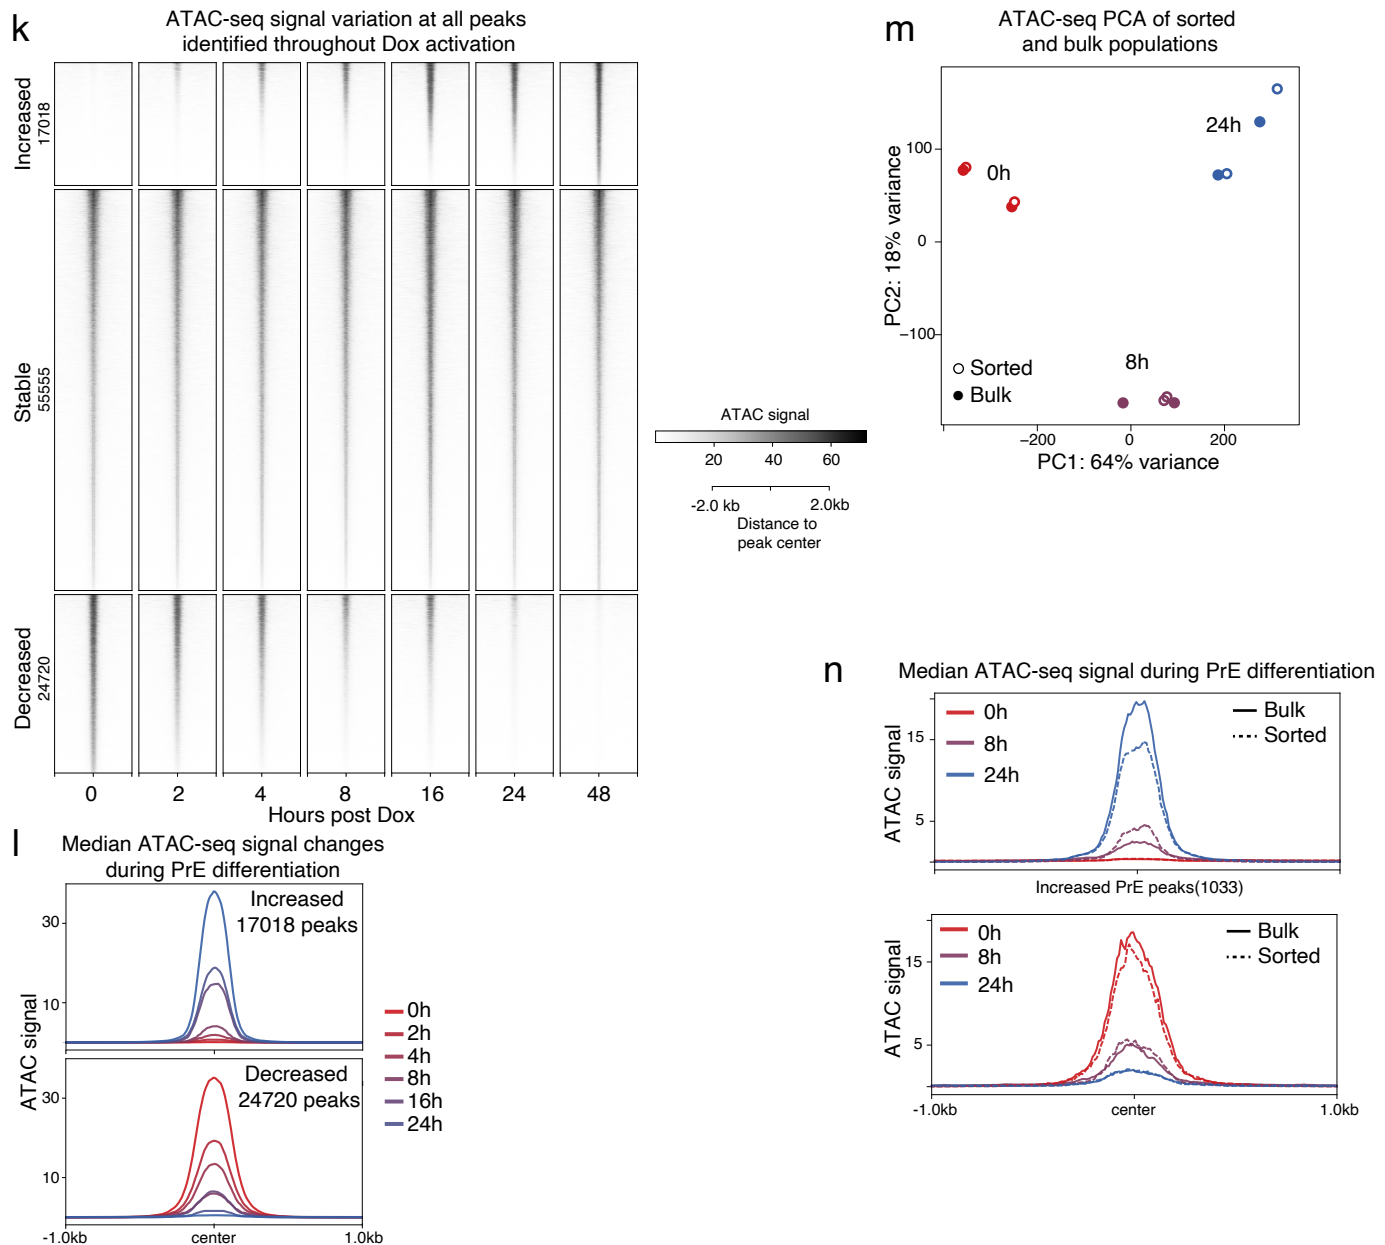 k
ATAC-seq signal variation at all peaks
identified throughout Dox activation
Increased
17018
Stable
55555
Decreased
24720
0 2 4 8 16 24 48
Hours post Dox
ATAC signal
20 40 60
-2.0 kb 2.0kb
Distance to
peak center
m
ATAC-seq PCA of sorted
and bulk populations
PC2: 18% variance
100
0
−100
0h
24h
8h
Sorted
Bulk
−200 0 200
PC1: 64% variance
l
Median ATAC-seq signal changes
during PrE differentiation
ATAC signal
30
10
Increased
17018 peaks
30
10
Decreased
24720 peaks
-1.0kb center 1.0kb
0h
2h
4h
8h
16h
24h
n
Median ATAC-seq signal during PrE differentiation
ATAC signal
15
5
0h
8h
24h
Bulk
Sorted
Increased PrE peaks(1033)
ATAC signal
15
5
0h
8h
24h
Bulk
Sorted
-1.0kb center 1.0kb